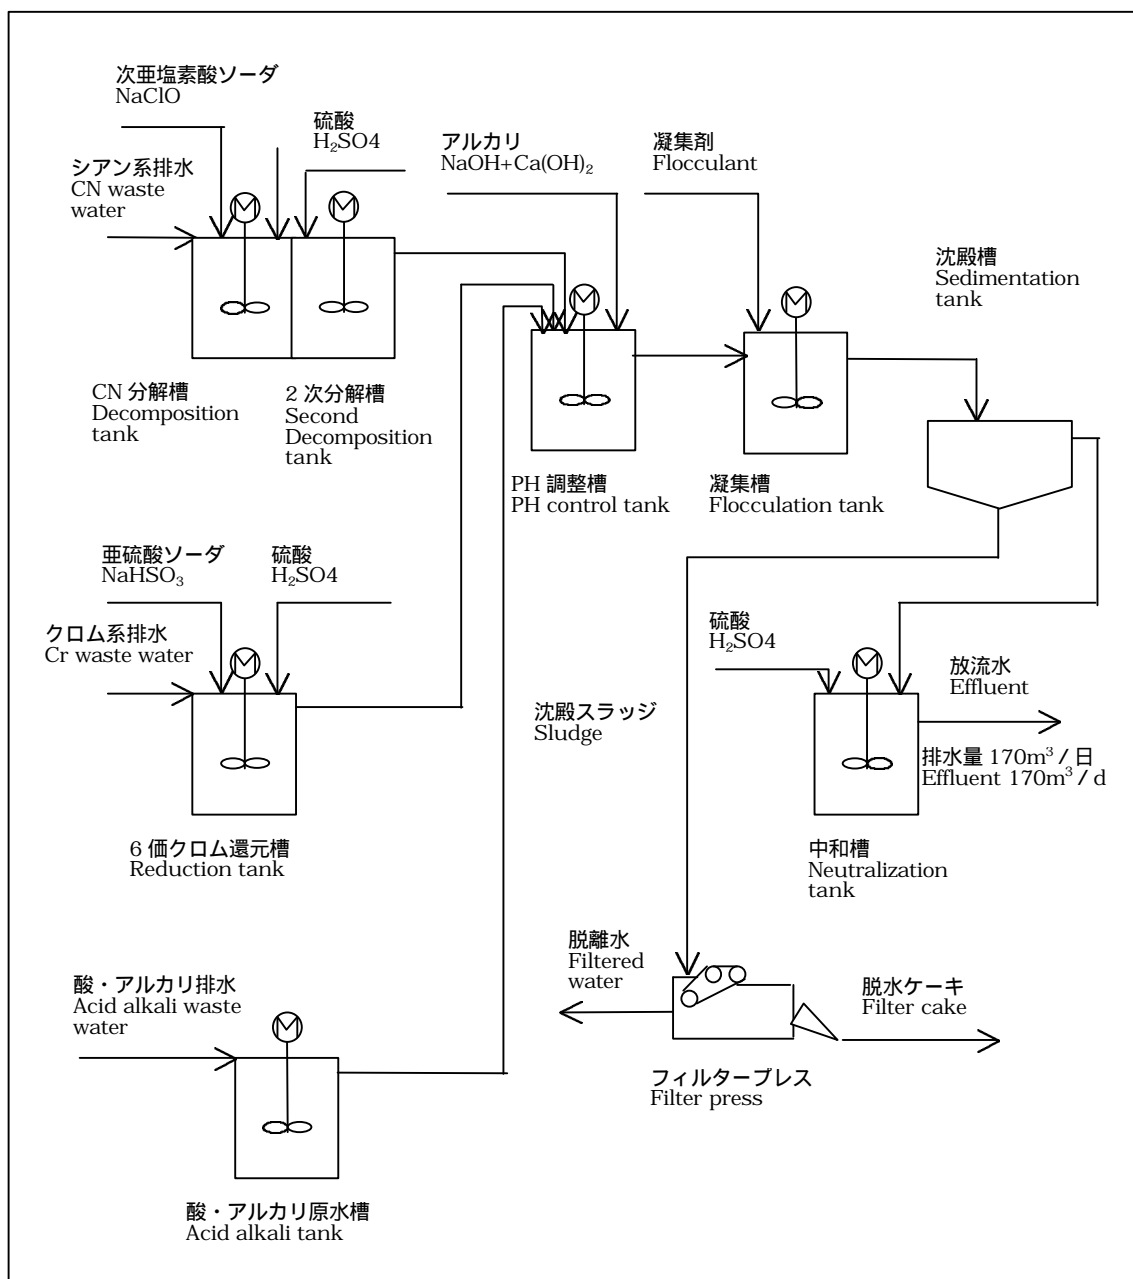 次亜塩素酸ソーダ
NaClO
硫酸
H₂SO4
シアン系排水
CN waste
water
アルカリ
NaOH+Ca(OH)₂
凝集剤
Flocculant
沈殿槽
Sedimentation
tank
M
M
M
M
CN 分解槽
Decomposition
tank
2 次分解槽
Second
Decomposition
tank
PH 調整槽
PH control tank
凝集槽
Flocculation tank
亜硫酸ソーダ
NaHSO₃
硫酸
H₂SO4
クロム系排水
Cr waste water
M
6 価クロム還元槽
Reduction tank
沈殿スラッジ
Sludge
硫酸
H₂SO4
M
放流水
Effluent
排水量 170m³/日
Effluent 170m³/d
中和槽
Neutralization
tank
酸・アルカリ排水
Acid alkali waste
water
M
酸・アルカリ原水槽
Acid alkali tank
脱離水
Filtered
water
脱水ケーキ
Filter cake
フィルタープレス
Filter press